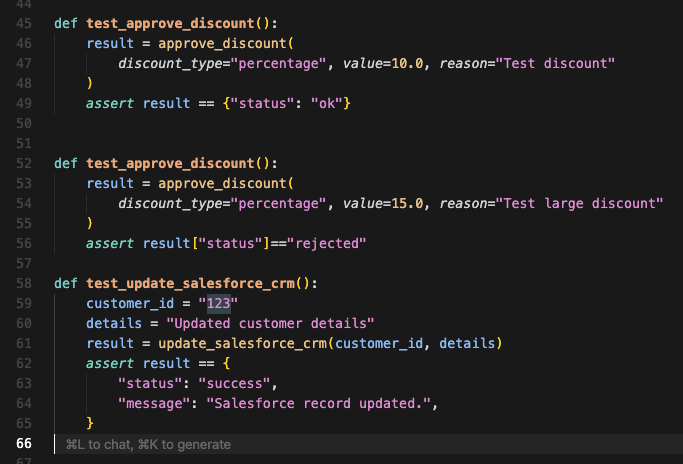 44
45 def test_approve_discount():
46     result = approve_discount(
47         discount_type="percentage", value=10.0, reason="Test discount"
48     )
49     assert result == {"status": "ok"}
50
51
52 def test_approve_discount():
53     result = approve_discount(
54         discount_type="percentage", value=15.0, reason="Test large discount"
55     )
56     assert result["status"]=="rejected"
57
58 def test_update_salesforce_crm():
59     customer_id = "123"
60     details = "Updated customer details"
61     result = update_salesforce_crm(customer_id, details)
62     assert result == {
63         "status": "success",
64         "message": "Salesforce record updated.",
65     }
66 ⌘L to chat, ⌘K to generate
67